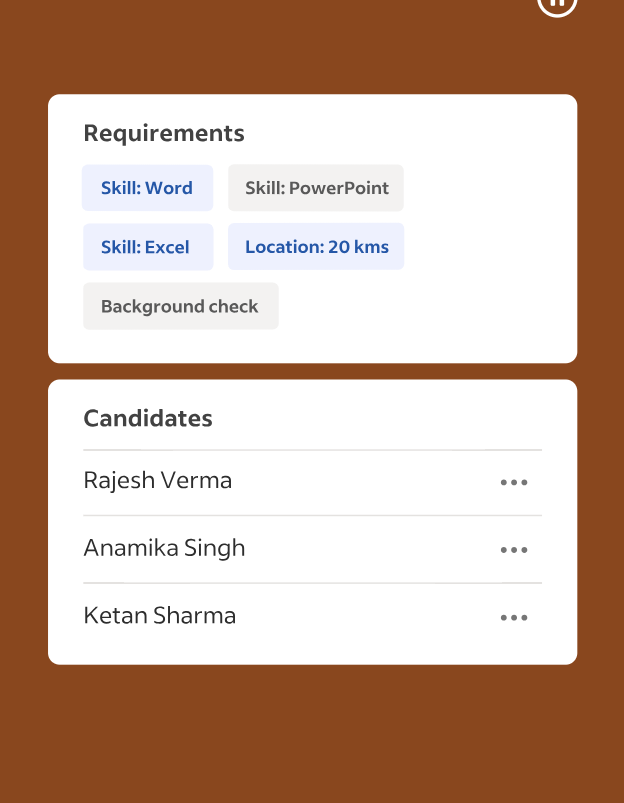 Requirements
Skill: Word
Skill: PowerPoint
Skill: Excel
Location: 20 kms
Background check
Candidates
Rajesh Verma
Anamika Singh
Ketan Sharma